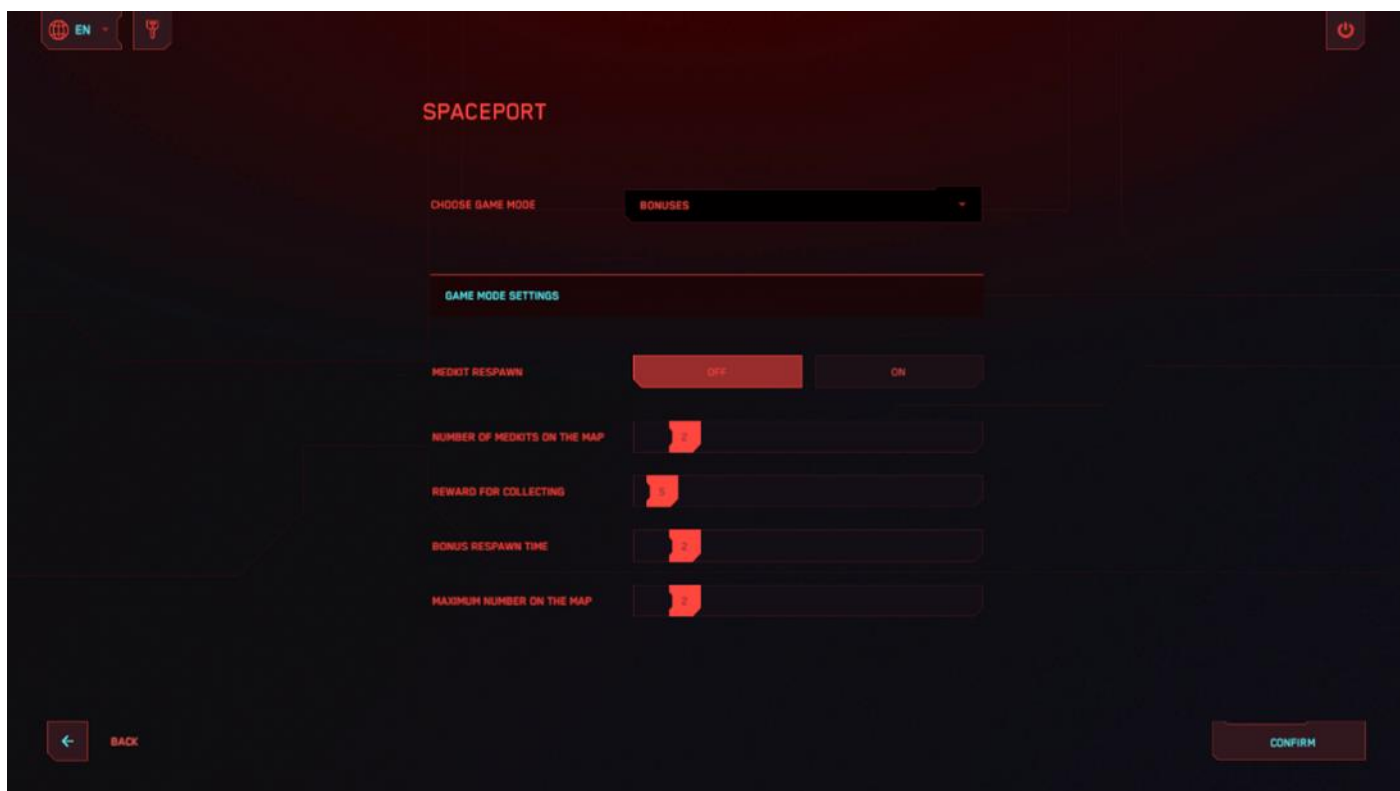 EN
SPACEPORT
CHOOSE GAME MODE BONUSES
GAME MODE SETTINGS
MEDKIT RESPAWN OFF ON
NUMBER OF MEDKITS ON THE MAP 2
REWARD FOR COLLECTING 5
BONUS RESPAWN TIME 2
MAXIMUM NUMBER ON THE MAP 2
BACK CONFIRM